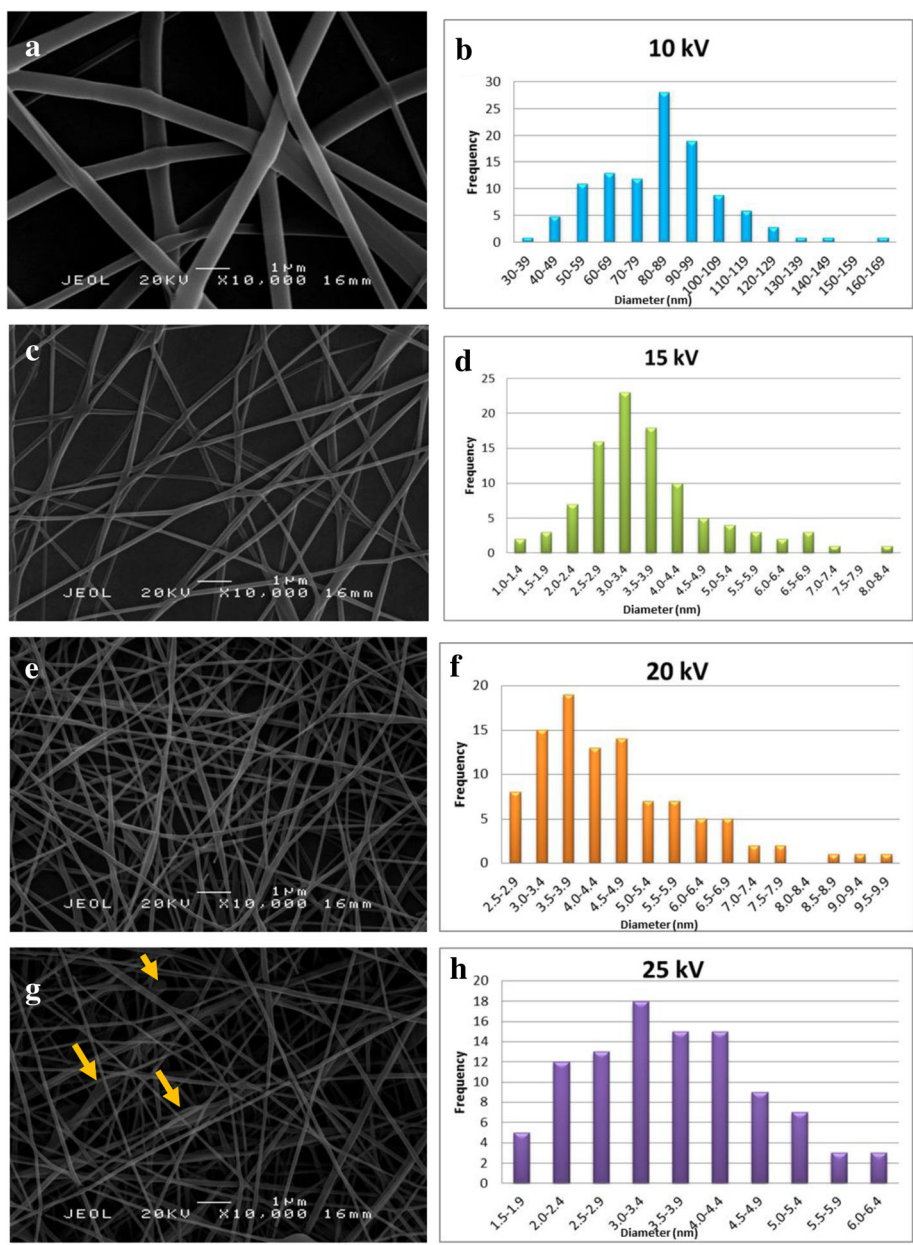 a
JEOL 20KV 1µm X10,000 16mm
b
10 kV
Frequency
30
25
20
15
10
5
0
30-39 40-49 50-59 60-69 70-79 80-89 90-99 100-109 110-119 120-129 130-139 140-149 150-159 160-169
Diameter (nm)
c
JEOL 20KV 1µm X10,000 16mm
d
15 kV
Frequency
25
20
15
10
5
0
1.0-1.4 1.5-1.9 2.0-2.4 2.5-2.9 3.0-3.4 3.5-3.9 4.0-4.4 4.5-4.9 5.0-5.4 5.5-5.9 6.0-6.4 6.5-6.9 7.0-7.4 7.5-7.9 8.0-8.4
Diameter (nm)
e
JEOL 20KV 1µm X10,000 16mm
f
20 kV
Frequency
20
15
10
5
0
2.5-2.9 3.0-3.4 3.5-3.9 4.0-4.4 4.5-4.9 5.0-5.4 5.5-5.9 6.0-6.4 6.5-6.9 7.0-7.4 7.5-7.9 8.0-8.4 8.5-8.9 9.0-9.4 9.5-9.9
Diameter (nm)
g
JEOL 20KV 1µm X10,000 16mm
h
25 kV
Frequency
20
18
16
14
12
10
8
6
4
2
0
1.5-1.9 2.0-2.4 2.5-2.9 3.0-3.4 3.5-3.9 4.0-4.4 4.5-4.9 5.0-5.4 5.5-5.9 6.0-6.4
Diameter (nm)